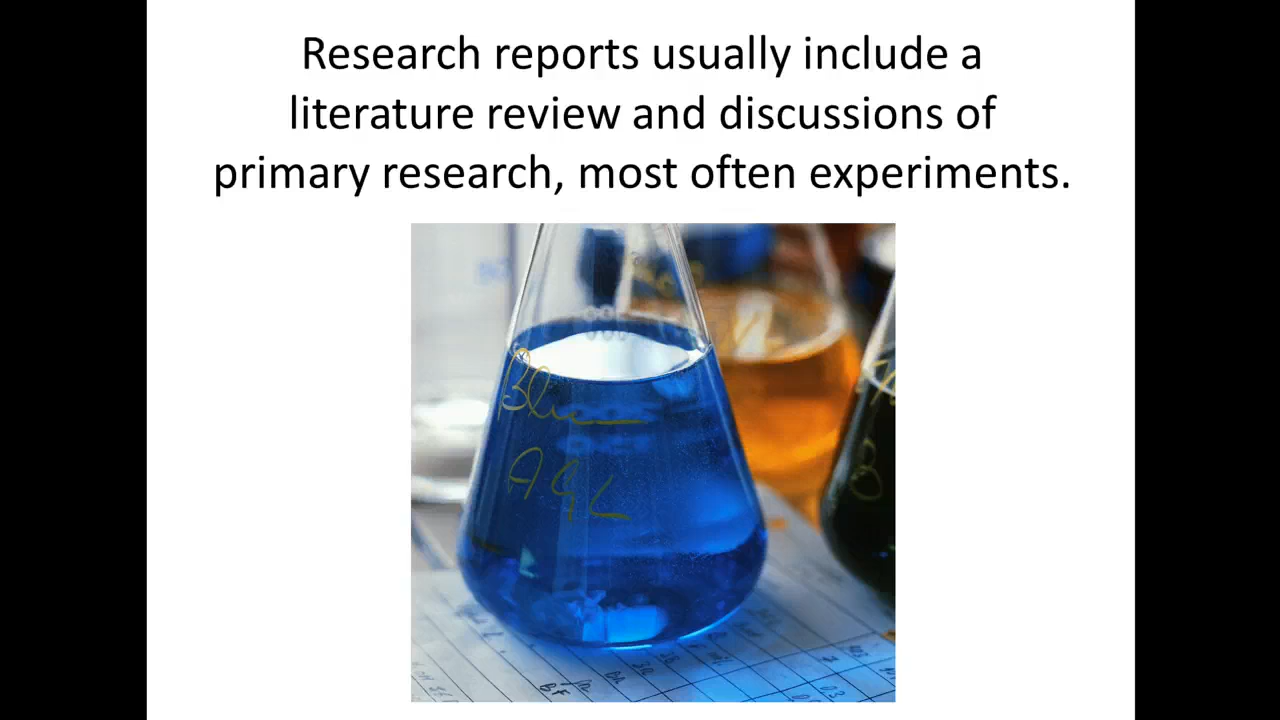 Research reports usually include a
literature review and discussions of
primary research, most often experiments.